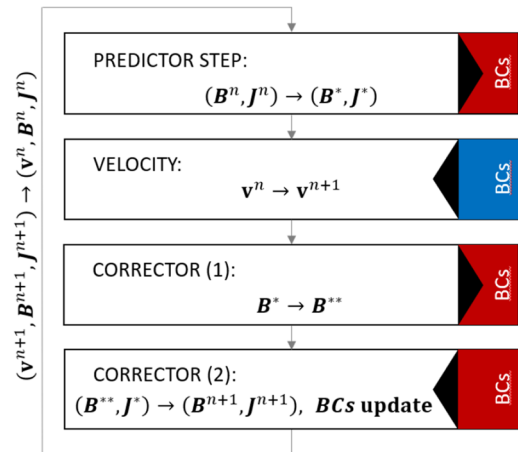 PREDICTOR STEP:
(Bⁿ, Jⁿ) → (B*, J*)
BCs
VELOCITY:
vⁿ → vⁿ⁺¹
BCs
CORRECTOR (1):
B* → B**
BCs
CORRECTOR (2):
(B**, J*) → (Bⁿ⁺¹, Jⁿ⁺¹), BCs update
BCs
(vⁿ⁺¹, Bⁿ⁺¹, Jⁿ⁺¹) → (vⁿ, Bⁿ, Jⁿ)